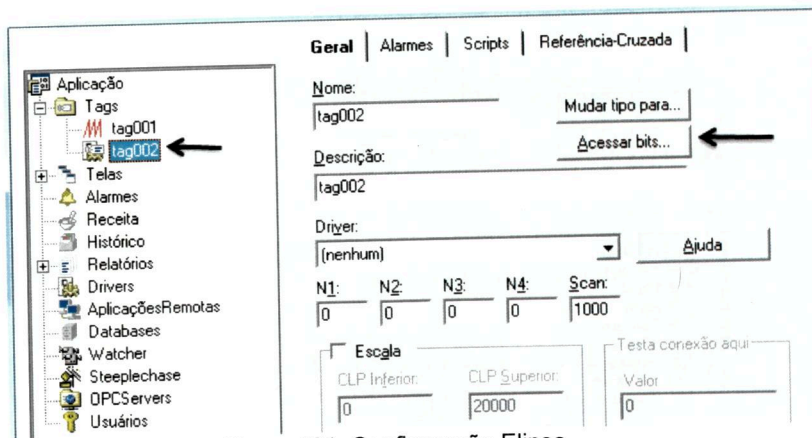 Geral
Alarmes
Scripts
Referência-Cruzada
Aplicação
Tags
tag001
tag002
Telas
Alarmes
Receita
Histórico
Relatórios
Drivers
AplicaçõesRemotas
Databases
Watcher
Steeplechase
OPCServers
Usuários
Nome:
tag002
Mudar tipo para...
Acessar bits...
Descrição:
tag002
Driver:
(nenhum)
Ajuda
N1: N2: N3: N4: Scan:
0 0 0 0 1000
Escala
CLP Inferior: CLP Superior:
0 20000
Testa conexão aqui
Valor
0
Elipse